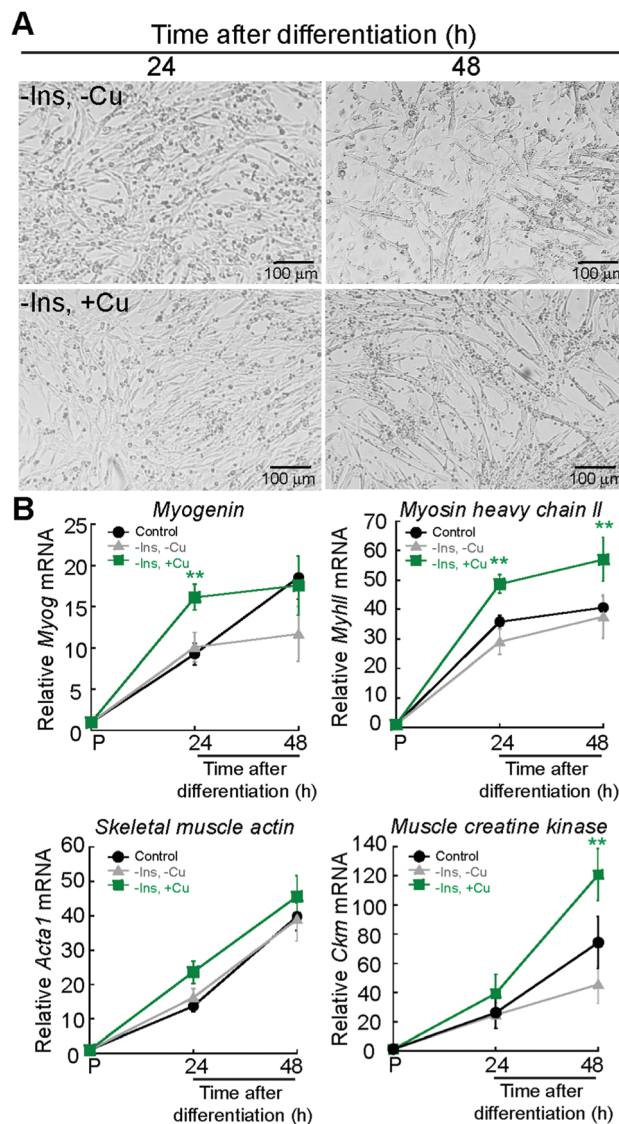 A
Time after differentiation (h)
24 48
-Ins, -Cu
100 μm 100 μm
-Ins, +Cu
100 μm 100 μm
B
Myogenin
Relative Myog mRNA
25
20
15
10
5
0
Control
-Ins, -Cu
-Ins, +Cu
**
P 24 48
Time after
differentiation (h)
Myosin heavy chain II
Relative MyhII mRNA
70
60
50
40
30
20
10
0
Control
-Ins, -Cu
-Ins, +Cu
**
**
P 24 48
Time after
differentiation (h)
Skeletal muscle actin
Relative Acta1 mRNA
60
50
40
30
20
10
0
Control
-Ins, -Cu
-Ins, +Cu
P 24 48
Time after
differentiation (h)
Muscle creatine kinase
Relative Ckm mRNA
140
120
100
80
60
40
20
0
Control
-Ins, -Cu
-Ins, +Cu
**
P 24 48
Time after
differentiation (h)